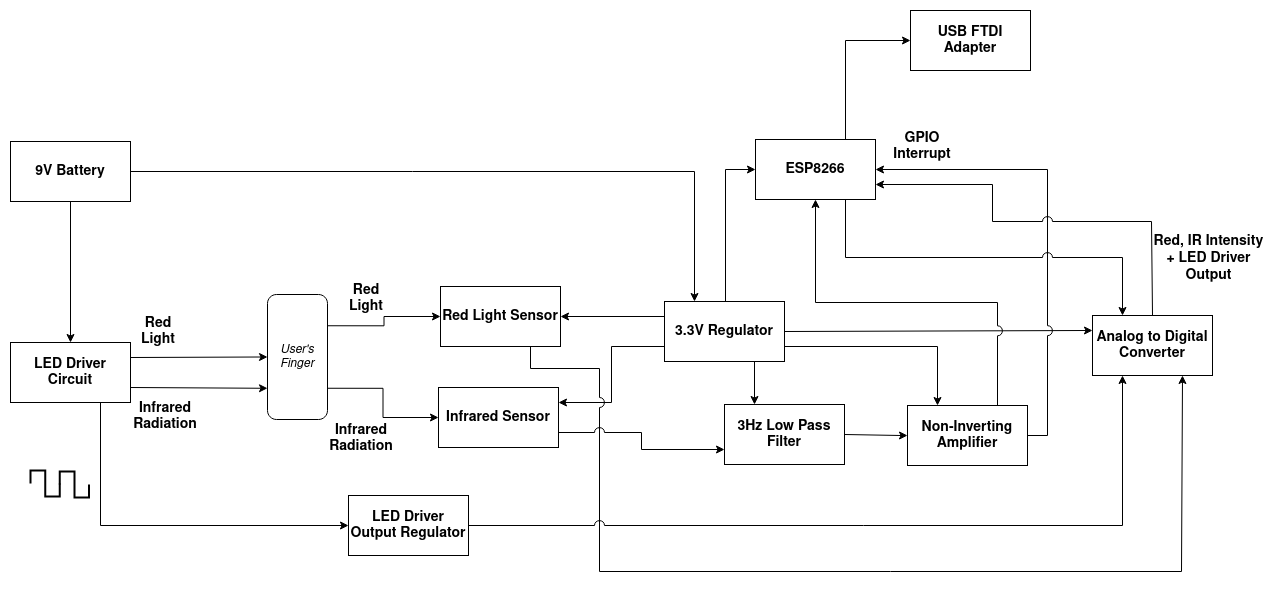 USB FTDI
Adapter
GPIO
Interrupt
9V Battery
ESP8266
Red, IR Intensity
+ LED Driver
Output
Red
Light
Red Light Sensor
3.3V Regulator
Red
Light
Analog to Digital
Converter
User's
Finger
LED Driver
Circuit
Infrared
Radiation
Infrared Sensor
Infrared
Radiation
3Hz Low Pass
Filter
Non-Inverting
Amplifier
LED Driver
Output Regulator